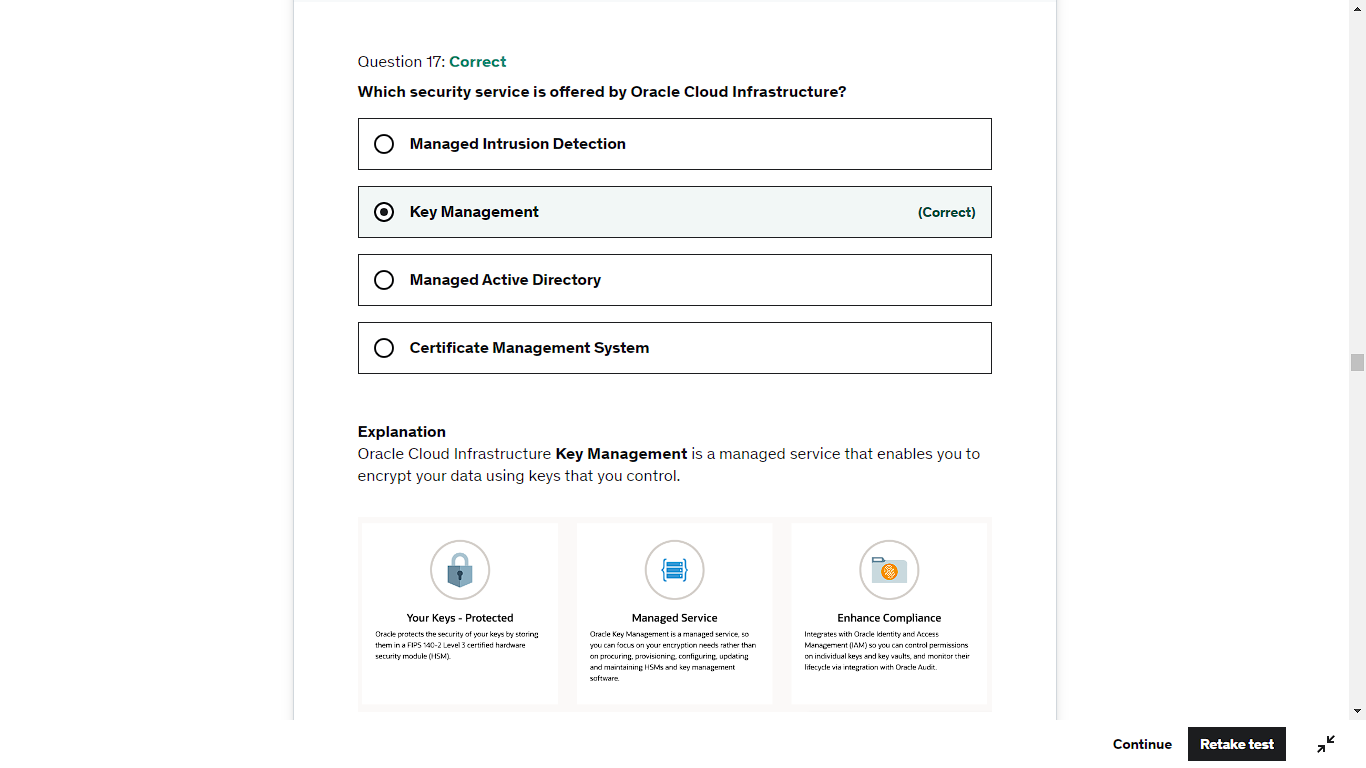 Question 17: Correct
Which security service is offered by Oracle Cloud Infrastructure?
Managed Intrusion Detection
Key Management
(Correct)
Managed Active Directory
Certificate Management System
Explanation
Oracle Cloud Infrastructure Key Management is a managed service that enables you to
encrypt your data using keys that you control.
Your Keys - Protected
Oracle protects the security of your keys by storing
them in a FIPS 140-2 Level 3 certified hardware
security module (HSM).
Managed Service
Oracle Key Management is a managed service, so
you can focus on your encryption needs rather than
on procuring, provisioning, configuring, updating
and maintaining HSMs and key management
software.
Enhance Compliance
Integrates with Oracle Identity and Access
Management (IAM) so you can control permissions
on individual keys and key vaults, and monitor their
lifecycle via integration with Oracle Audit.
Continue
Retake test